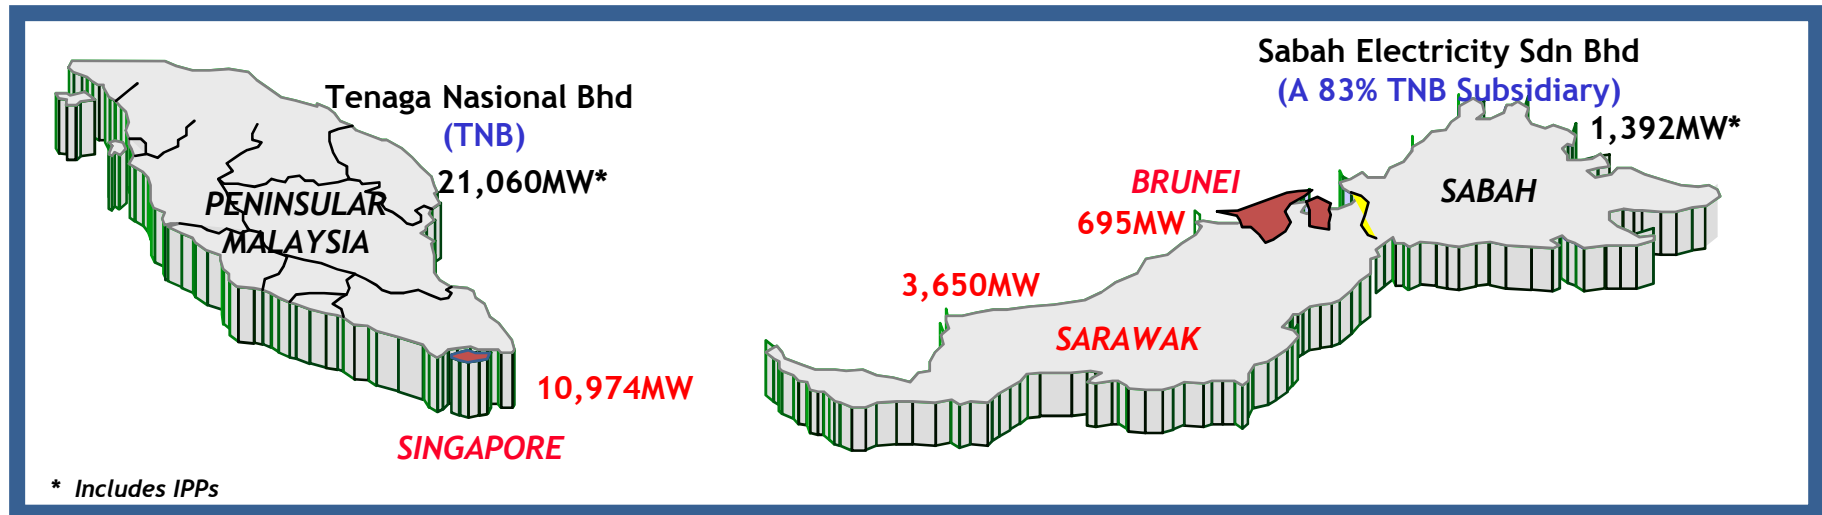 Tenaga Nasional Bhd
(TNB)
21,060MW*
PENINSULAR
MALAYSIA
10,974MW
SINGAPORE
* Includes IPPs
Sabah Electricity Sdn Bhd
(A 83% TNB Subsidiary)
1,392MW*
BRUNEI
695MW
SABAH
3,650MW
SARAWAK